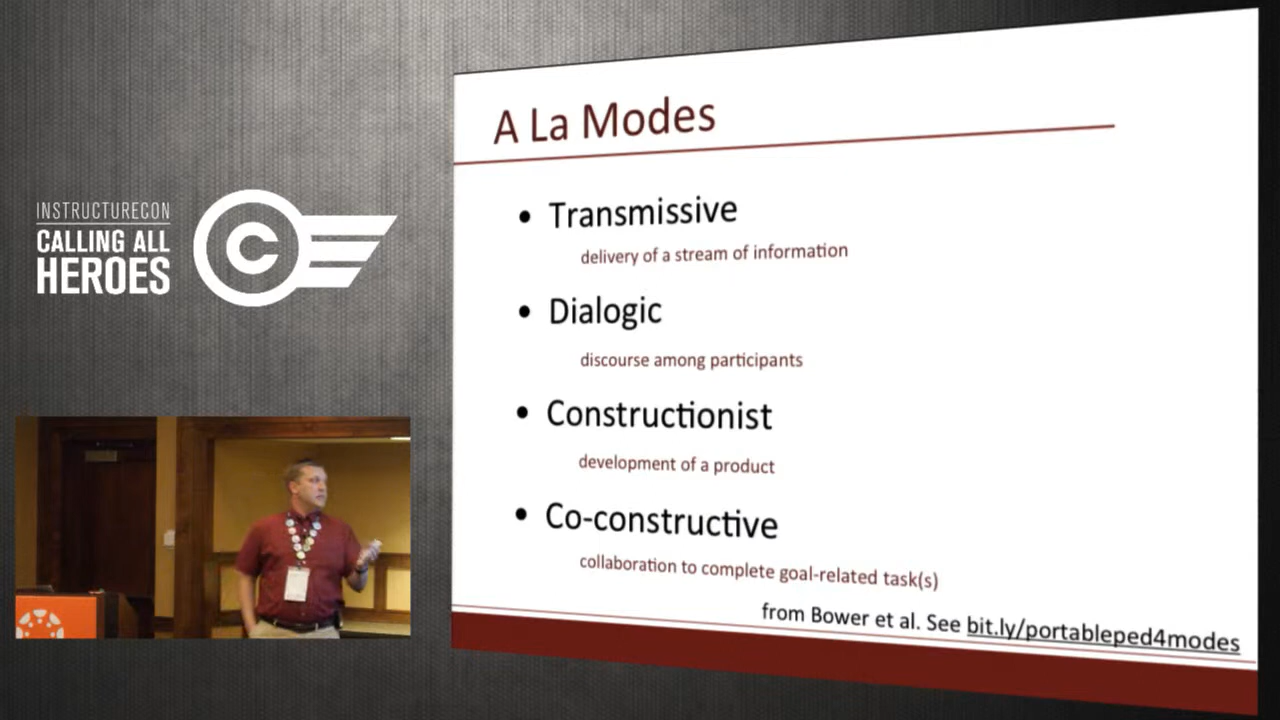 INSTRUCTURECON
CALLING ALL
HEROES
A La Modes
• Transmissive
delivery of a stream of information
• Dialogic
discourse among participants
• Constructionist
development of a product
• Co-constructive
collaboration to complete goal-related task(s)
from Bower et al. See bit.ly/portableped4modes